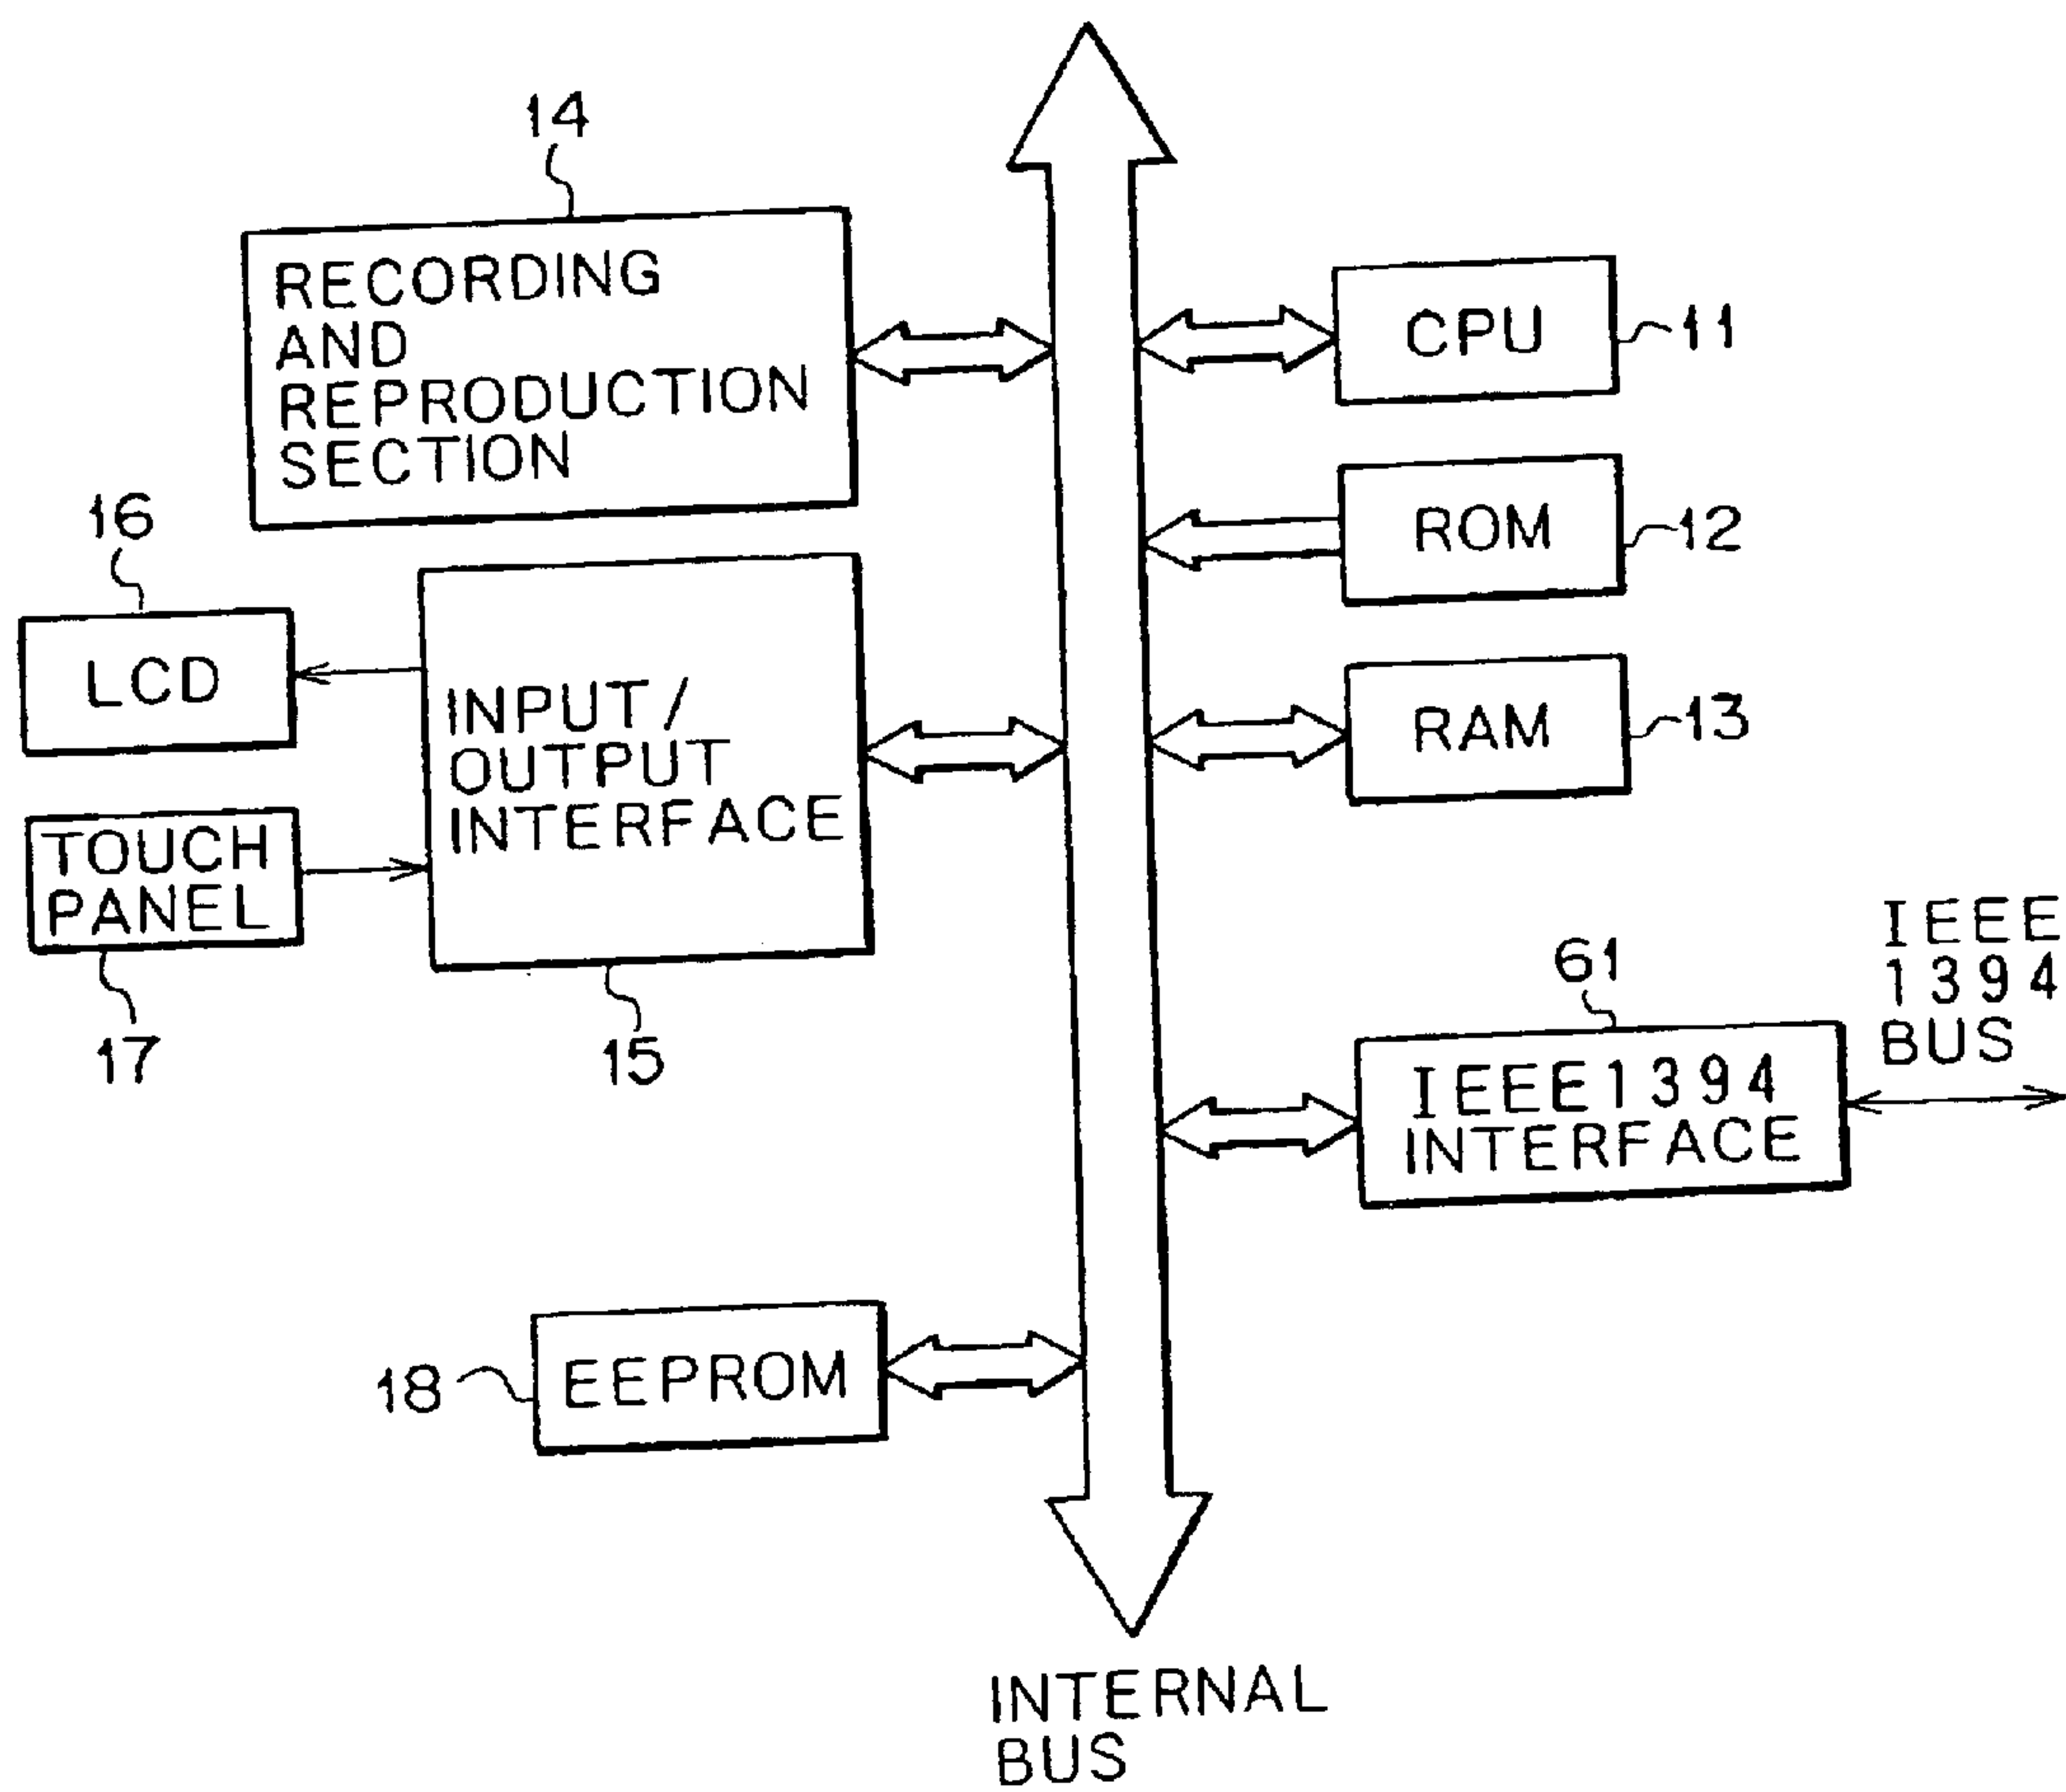 14
RECORDING
AND
REPRODUCTION
SECTION
CPU
11
ROM
12
16
LCD
INPUT/
OUTPUT
INTERFACE
RAM
13
TOUCH
PANEL
17
15
61
IEEE
1394
BUS
IEEE1394
INTERFACE
18
EEPROM
INTERNAL
BUS